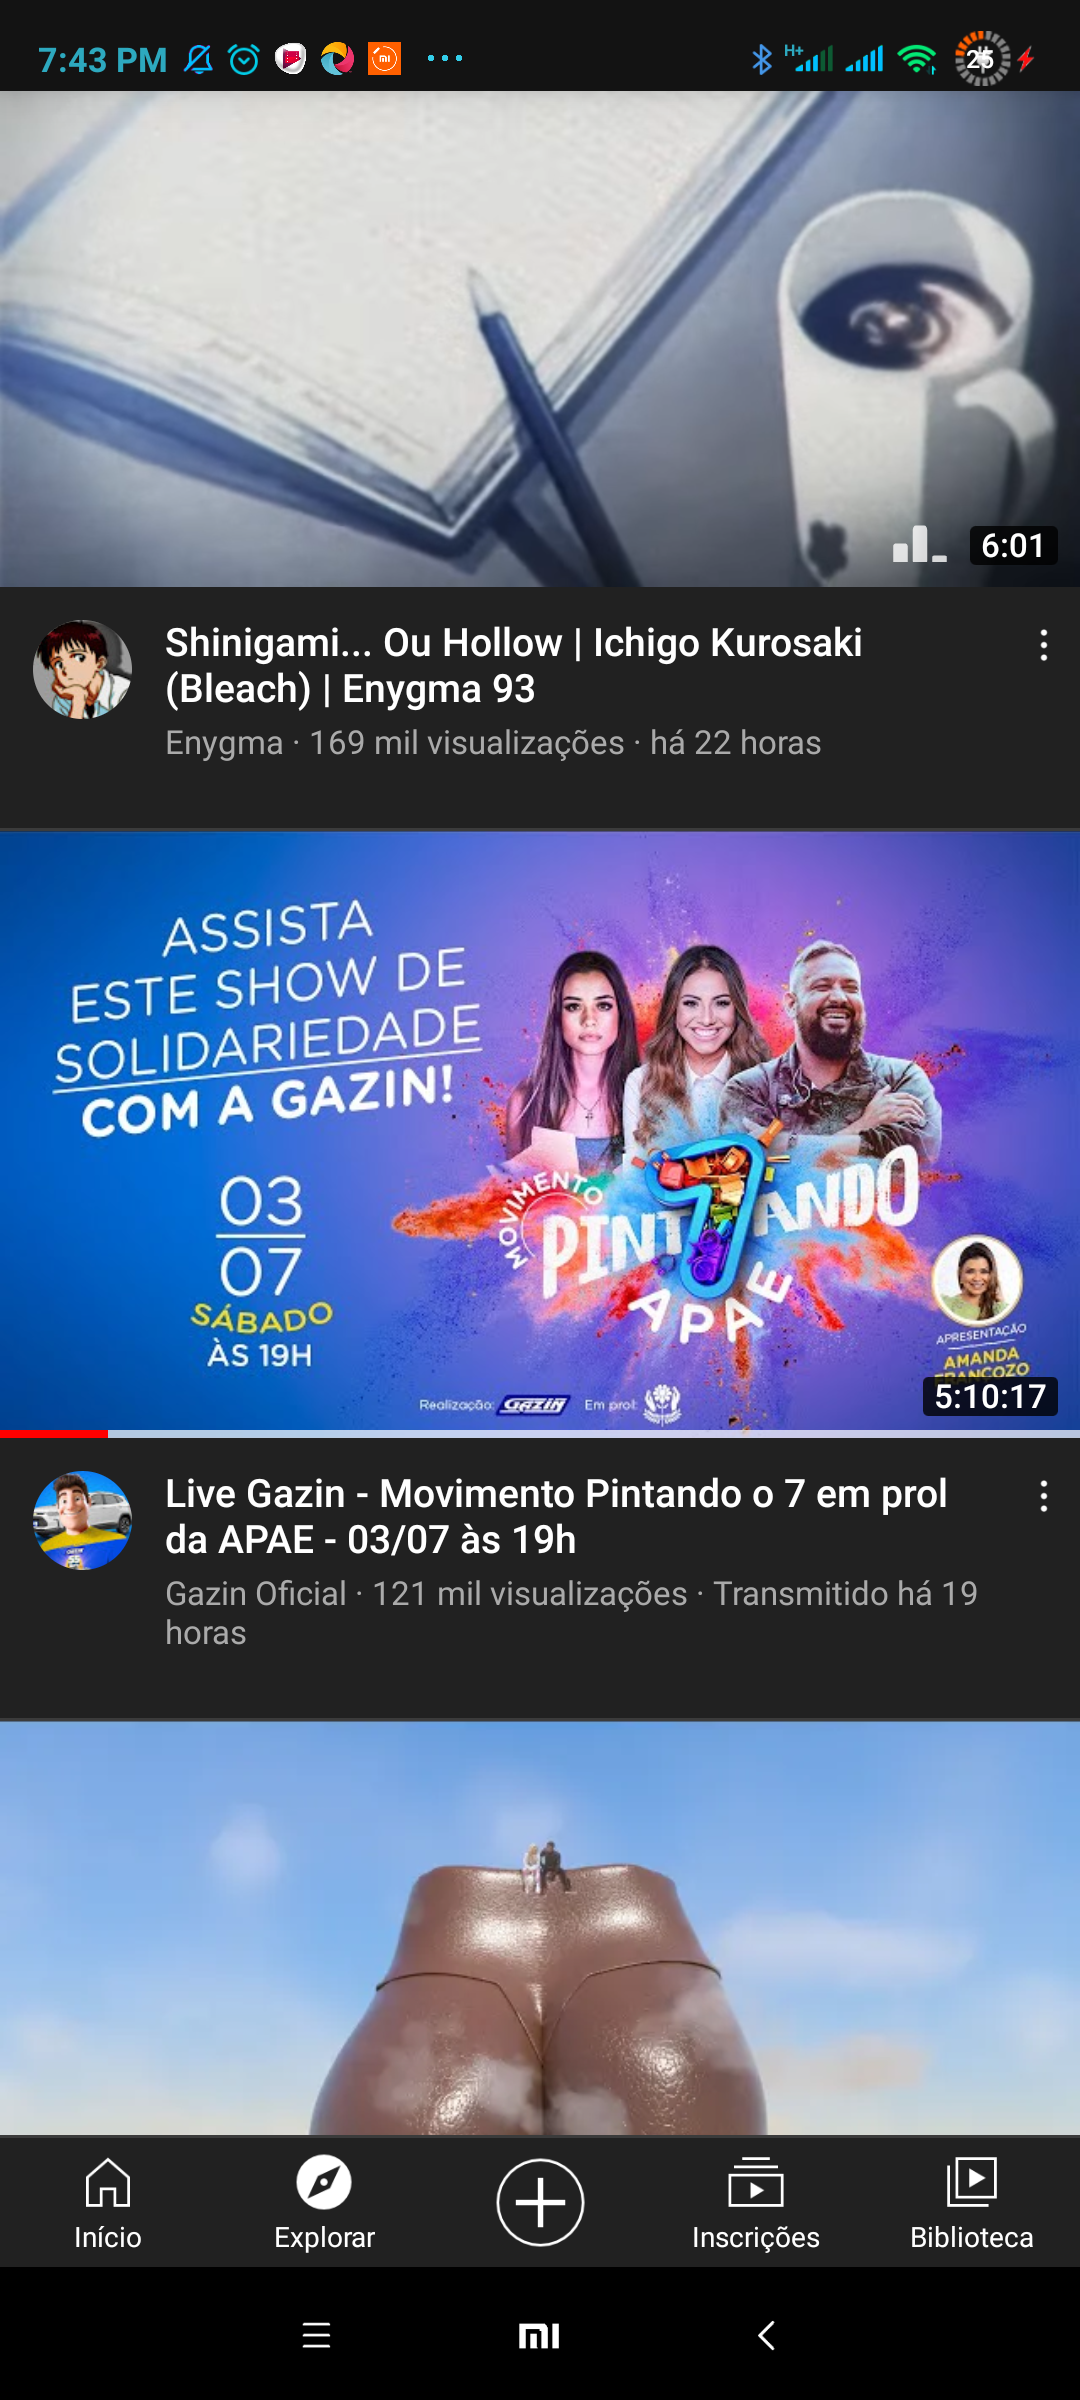 7:43 PM
H+
25
6:01
Shinigami... Ou Hollow | Ichigo Kurosaki
(Bleach) | Enygma 93
Enygma · 169 mil visualizações · há 22 horas
ASSISTA
ESTE SHOW DE
SOLIDARIEDADE
COM A GAZIN!
03
07
SÁBADO
ÀS 19H
MOVIMENTO
PINT7ANDO
APAE
APRESENTAÇÃO
AMANDA
FRANCOZO
Realização: GAZIN Em prol:
5:10:17
Live Gazin - Movimento Pintando o 7 em prol
da APAE - 03/07 às 19h
Gazin Oficial · 121 mil visualizações · Transmitido há 19
horas
Início
Explorar
Inscrições
Biblioteca